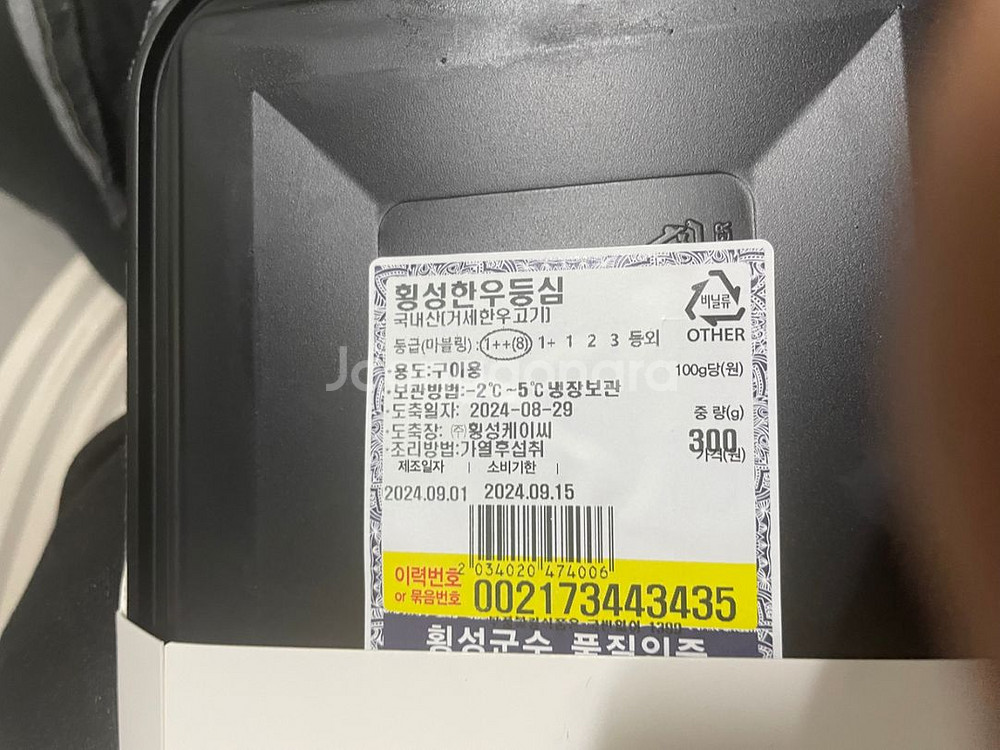 횡성한우등심
국내산[거세한우고기]
비닐류
OTHER
등급(마블링) : 1++(8) 1+ 1 2 3 등외
·용도:구이용
100g당(원)
·보관방법:-2℃~5℃ 냉장보관
·도축일자: 2024-08-29
중 량(g)
·도축장: ㈜횡성케이씨
300
·조리방법:가열후섭취
가격(원)
제조일자 | 소비기한 |
2024.09.01 2024.09.15
2 034020 474006
이력번호
or 묶음번호
002173443435
횡성군수 품질인증
Joonggonara